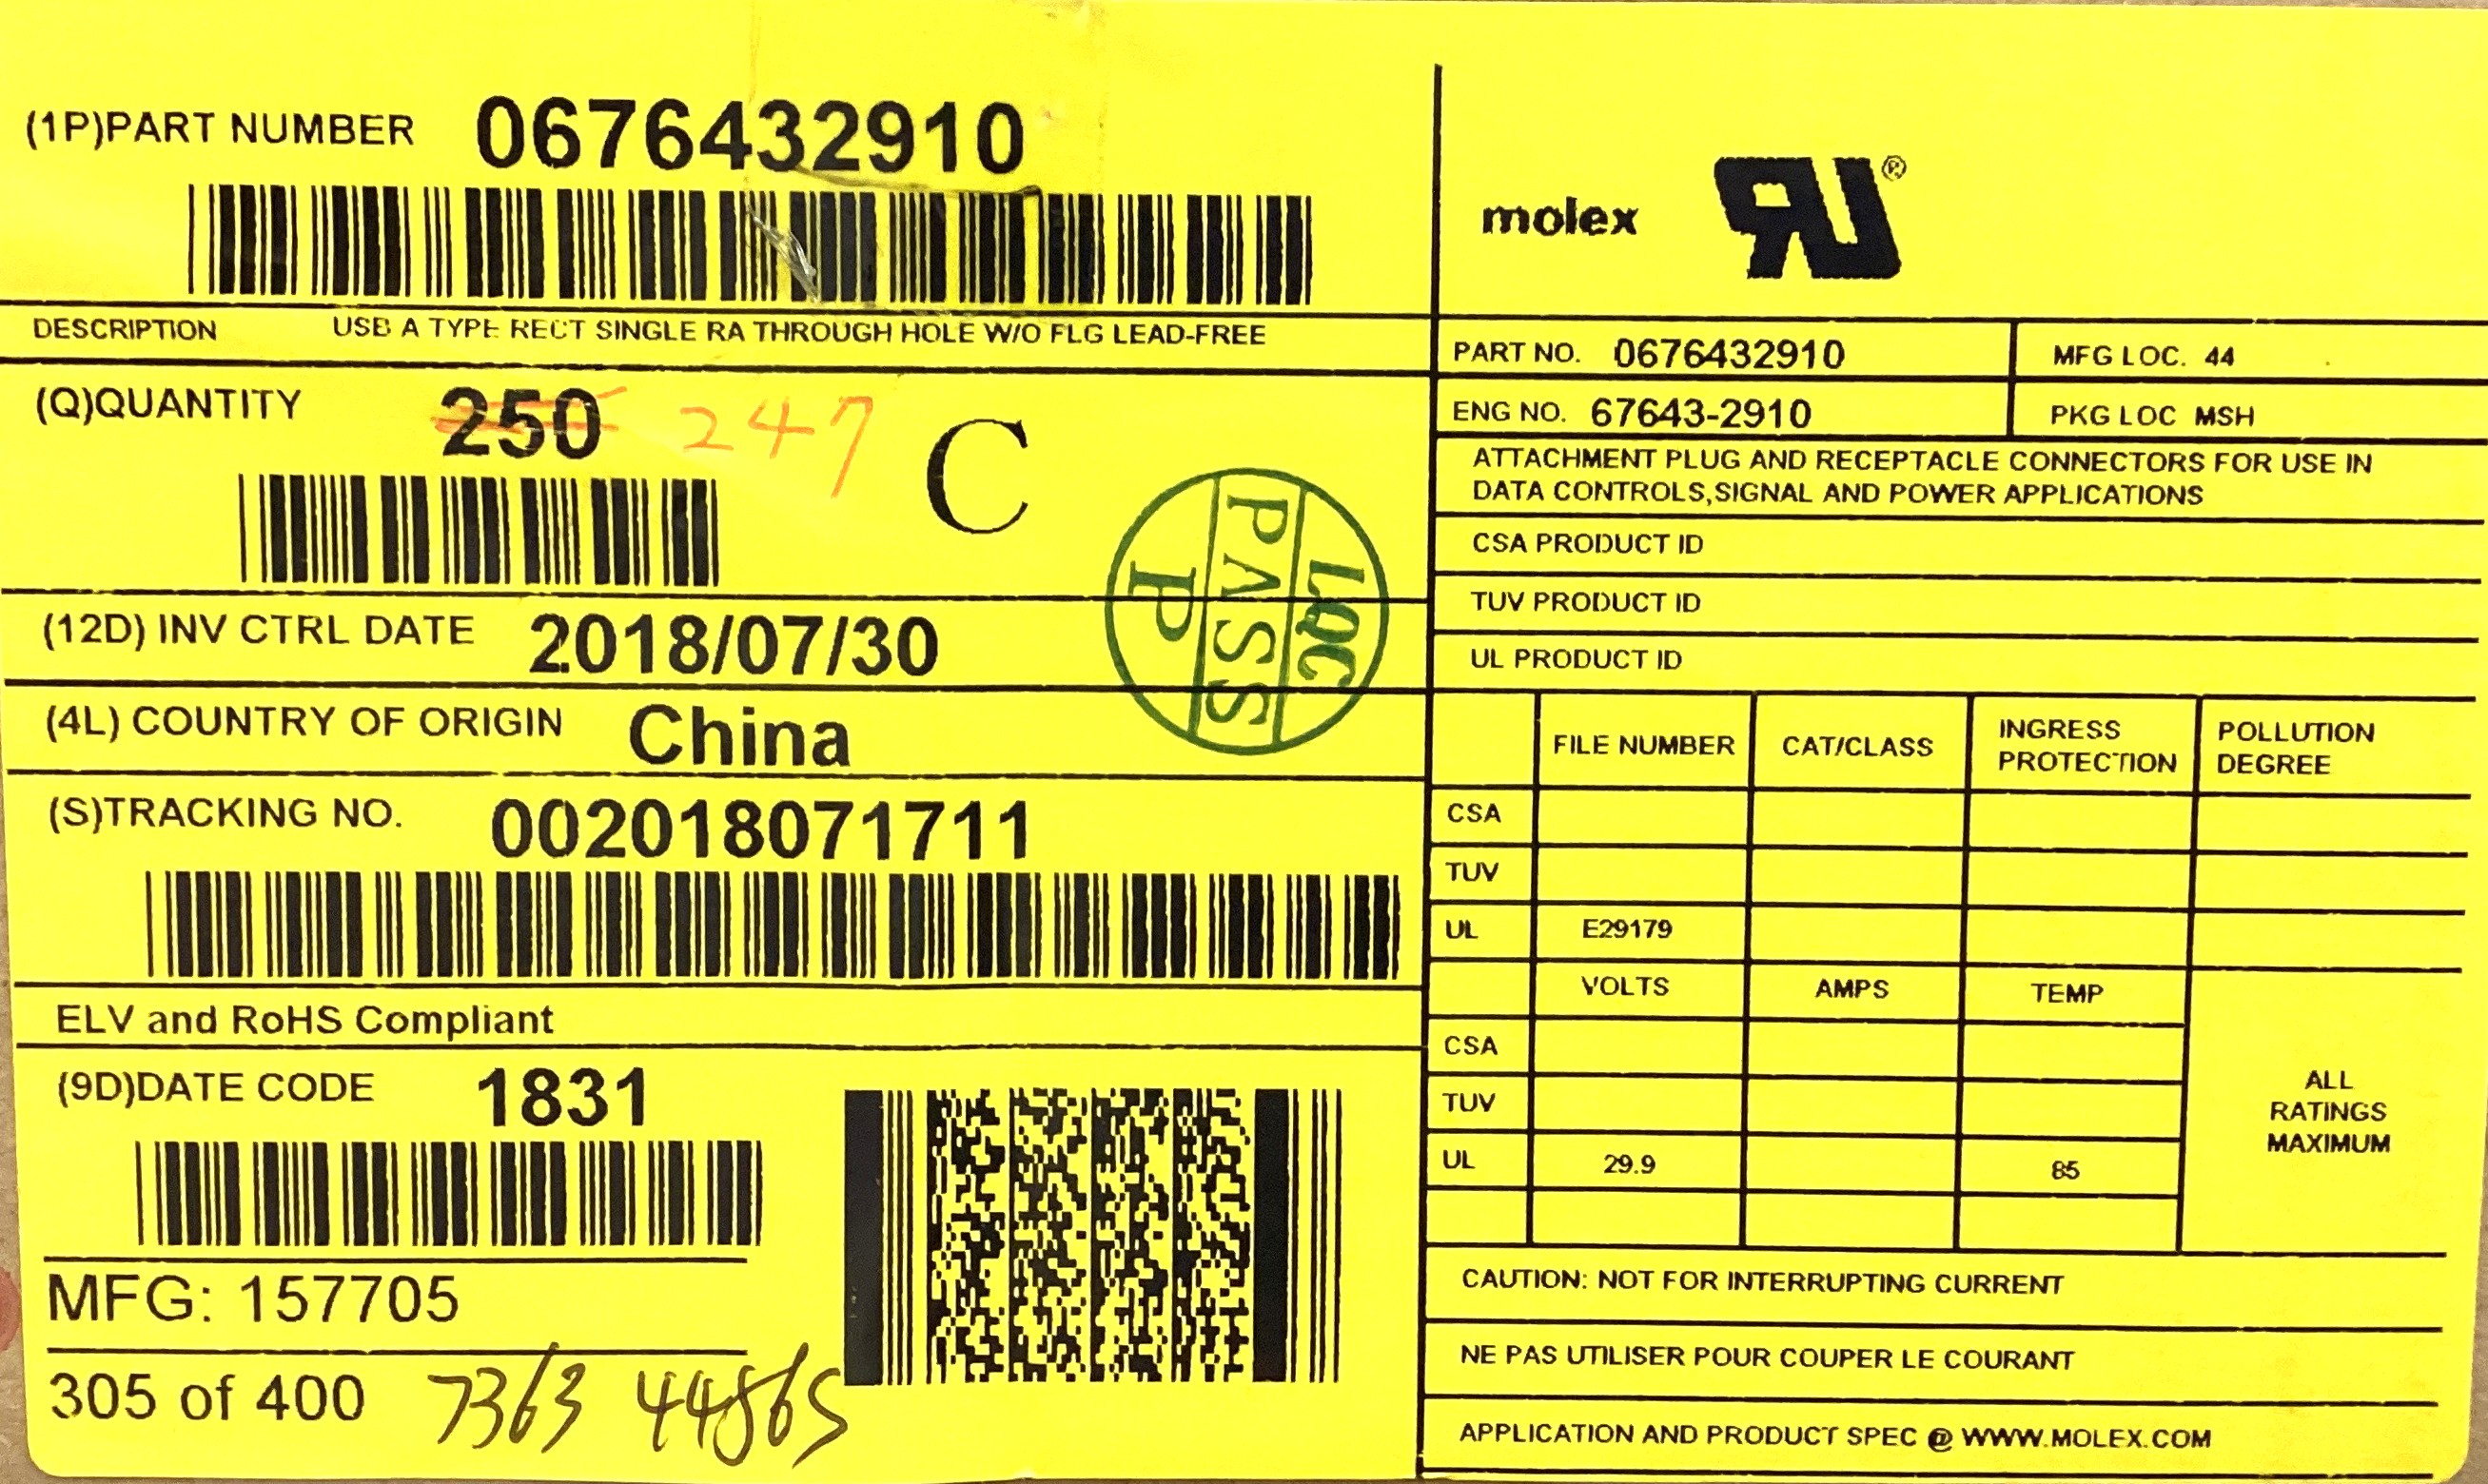 (1P)PART NUMBER 0676432910
DESCRIPTION USB A TYPE RECT SINGLE RA THROUGH HOLE W/O FLG LEAD-FREE
(Q)QUANTITY 250 247 C
LQC
PASS
P
(12D) INV CTRL DATE 2018/07/30
(4L) COUNTRY OF ORIGIN China
(S)TRACKING NO. 002018071711
ELV and RoHS Compliant
(9D)DATE CODE 1831
MFG: 157705
305 of 400 7363 44865
molex RU®
PART NO. 0676432910 MFG LOC. 44
ENG NO. 67643-2910 PKG LOC MSH
ATTACHMENT PLUG AND RECEPTACLE CONNECTORS FOR USE IN
DATA CONTROLS,SIGNAL AND POWER APPLICATIONS
CSA PRODUCT ID
TUV PRODUCT ID
UL PRODUCT ID
FILE NUMBER CAT/CLASS INGRESS PROTECTION POLLUTION DEGREE
CSA
TUV
UL E29179
VOLTS AMPS TEMP
CSA
TUV
UL 29.9 85
ALL
RATINGS
MAXIMUM
CAUTION: NOT FOR INTERRUPTING CURRENT
NE PAS UTILISER POUR COUPER LE COURANT
APPLICATION AND PRODUCT SPEC @ WWW.MOLEX.COM